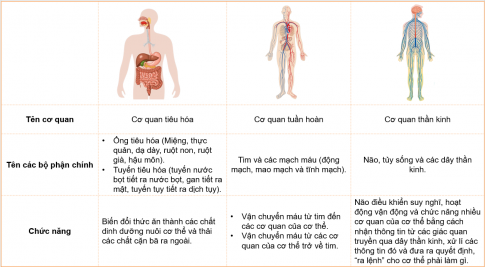 Tên cơ quan
Cơ quan tiêu hóa
Cơ quan tuần hoàn
Cơ quan thần kinh
Tên các bộ phận chính
• Ống tiêu hóa (Miệng, thực
quản, dạ dày, ruột non, ruột
già, hậu môn).
• Tuyến tiêu hóa (tuyến nước
bọt tiết ra nước bọt, gan tiết ra
mật, tuyến tụy tiết ra dịch tụy).
Tim và các mạch máu (động
mạch, mao mạch và tĩnh mạch).
Não, tủy sống và các dây thần
kinh.
Chức năng
Biến đổi thức ăn thành các chất
dinh dưỡng nuôi cơ thể và thải
các chất cặn bã ra ngoài.
• Vận chuyển máu từ tim đến
các cơ quan của cơ thể.
• Vận chuyển máu từ các cơ
quan của cơ thể trở về tim.
Não điều khiển suy nghĩ, hoạt
động vận động và chức năng nhiều
cơ quan của cơ thể bằng cách
nhận thông tin từ các giác quan
truyền qua dây thần kinh, xử lí các
thông tin đó và đưa ra quyết định,
“ra lệnh” cho cơ thể phải làm gì.